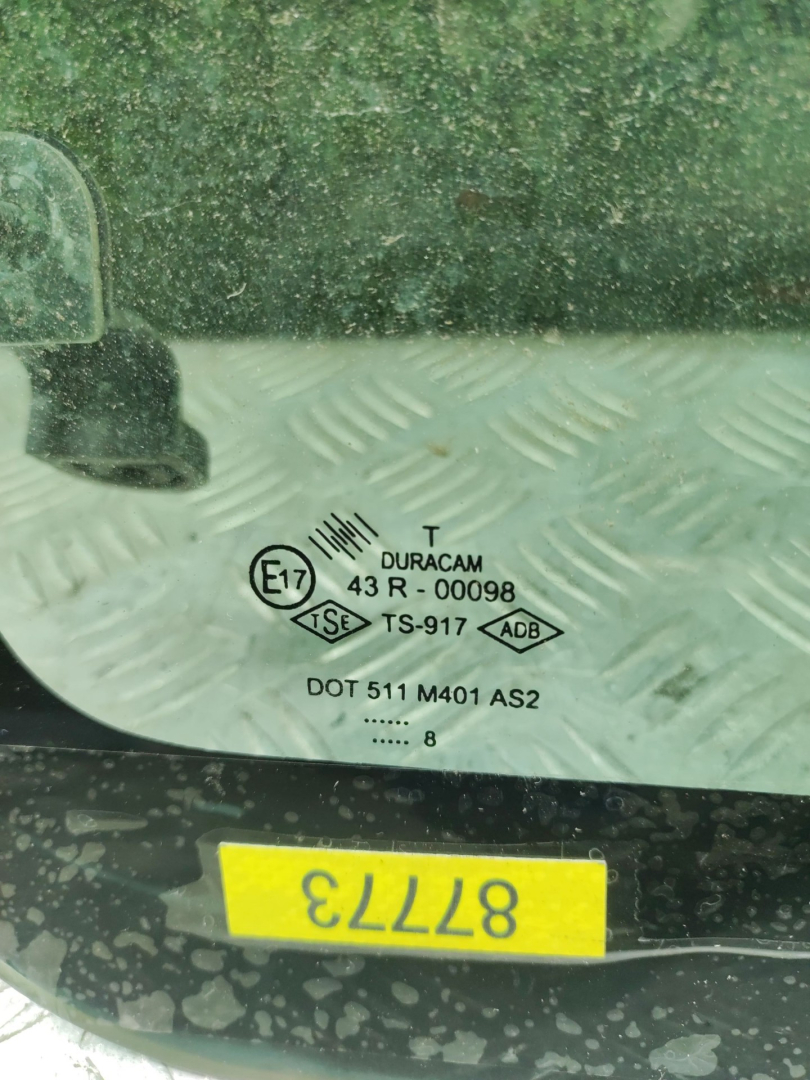 T
DURACAM
E17 43 R - 00098
TSE TS-917 ADB
DOT 511 M401 AS2
......
..... 8
87773